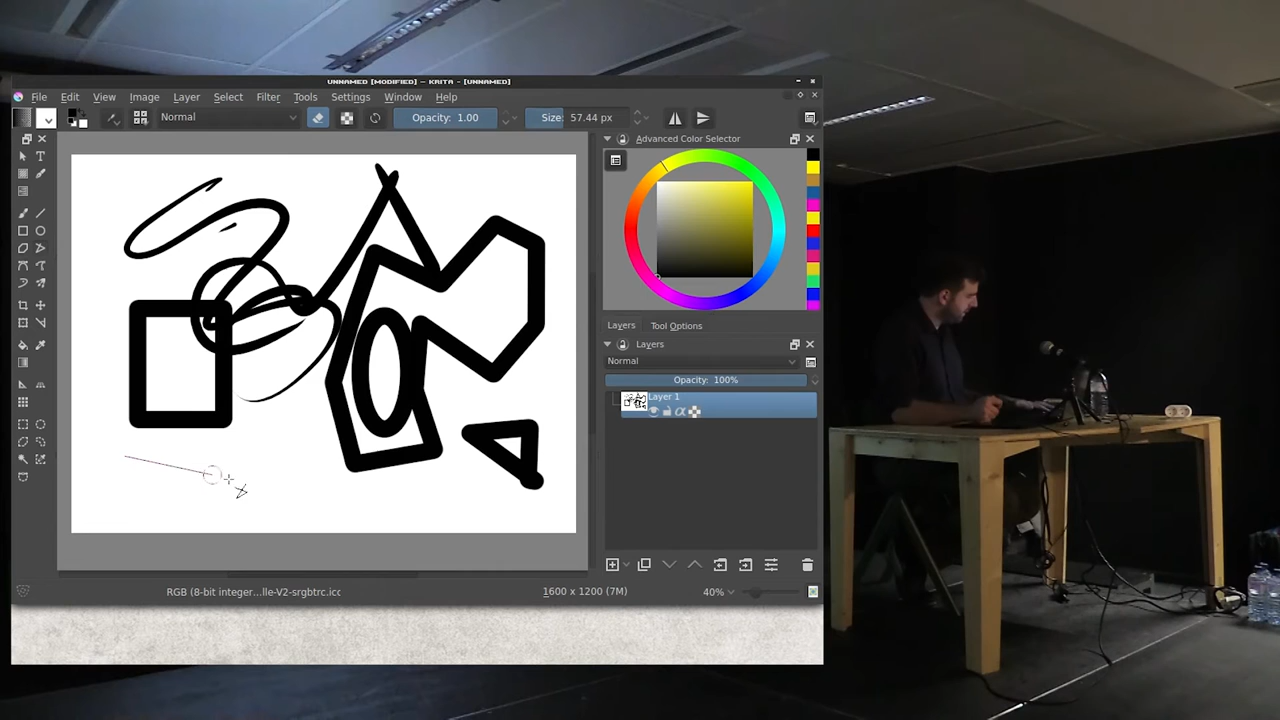 UNNAMED [MODIFIED] – KRITA - [UNNAMED]
File Edit View Image Layer Select Filter Tools Settings Window Help
Normal Opacity: 1.00 Size: 57.44 px
Advanced Color Selector
Layers Tool Options
Layers
Normal
Opacity: 100%
Layer 1
RGB (8-bit integer...lle-V2-srgbtrc.icc 1600 x 1200 (7M) 40%